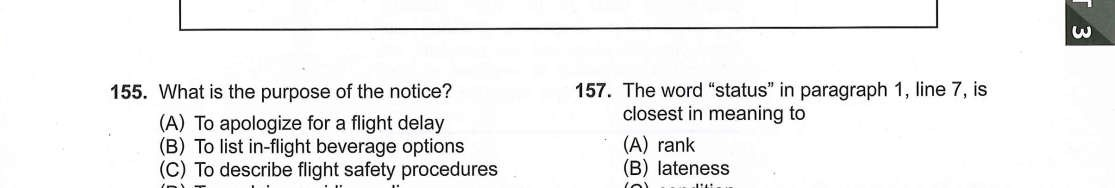 3
155. What is the purpose of the notice?
(A) To apologize for a flight delay
(B) To list in-flight beverage options
(C) To describe flight safety procedures
157. The word “status” in paragraph 1, line 7, is
closest in meaning to
(A) rank
(B) lateness